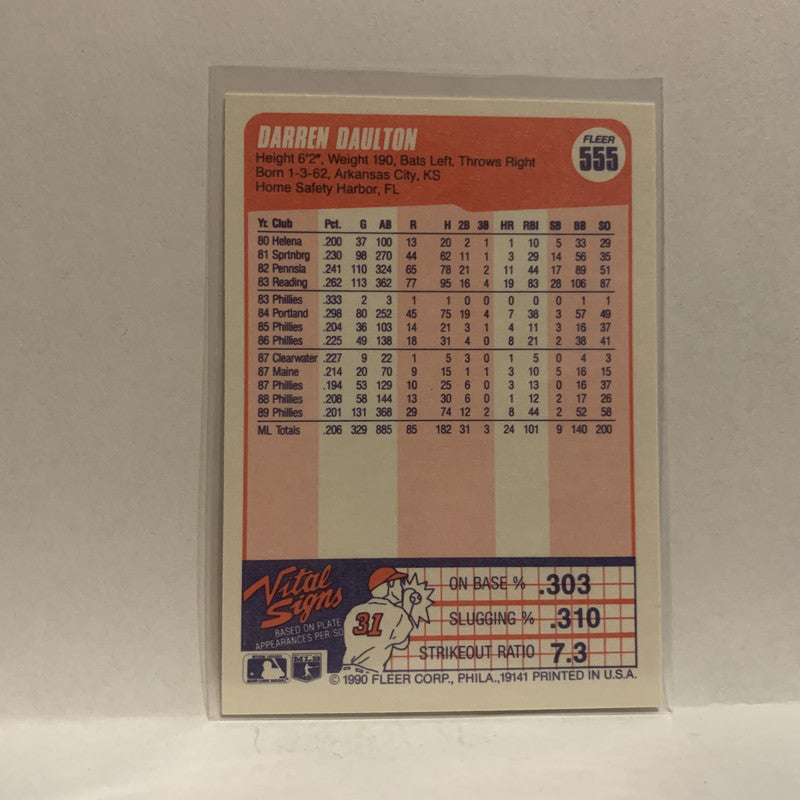 DARREN DAULTON
FLEER
555
Height 6'2", Weight 190, Bats Left, Throws Right
Born 1-3-62, Arkansas City, KS
Home Safety Harbor, FL
Yr. Club Pct. G AB R H 2B 3B HR RBI SB BB SO
80 Helena .200 37 100 13 20 2 1 1 10 5 33 29
81 Sprtnbrg .230 98 270 44 62 11 1 3 29 14 56 35
82 Pennsla .241 110 324 65 78 21 2 11 44 17 89 51
83 Reading .262 113 362 77 95 16 4 19 83 28 106 87
83 Phillies .333 2 3 1 1 0 0 0 0 0 1 1
84 Portland .298 80 252 45 75 19 4 7 38 3 57 49
85 Phillies .204 36 103 14 21 3 1 4 11 3 16 37
86 Phillies .225 49 138 18 31 4 0 8 21 2 38 41
87 Clearwater .227 9 22 1 5 3 0 1 5 0 4 3
87 Maine .214 20 70 9 15 1 1 3 10 5 16 15
87 Phillies .194 53 129 10 25 6 0 3 13 0 16 37
88 Phillies .208 58 144 13 30 6 0 1 12 2 17 26
89 Phillies .201 131 368 29 74 12 2 8 44 2 52 58
ML Totals .206 329 885 85 182 31 3 24 101 9 140 200
Vital Signs
BASED ON PLATE
APPEARANCES PER SO
31
ON BASE % .303
SLUGGING % .310
STRIKEOUT RATIO 7.3
© 1990 FLEER CORP., PHILA., 19141 PRINTED IN U.S.A.